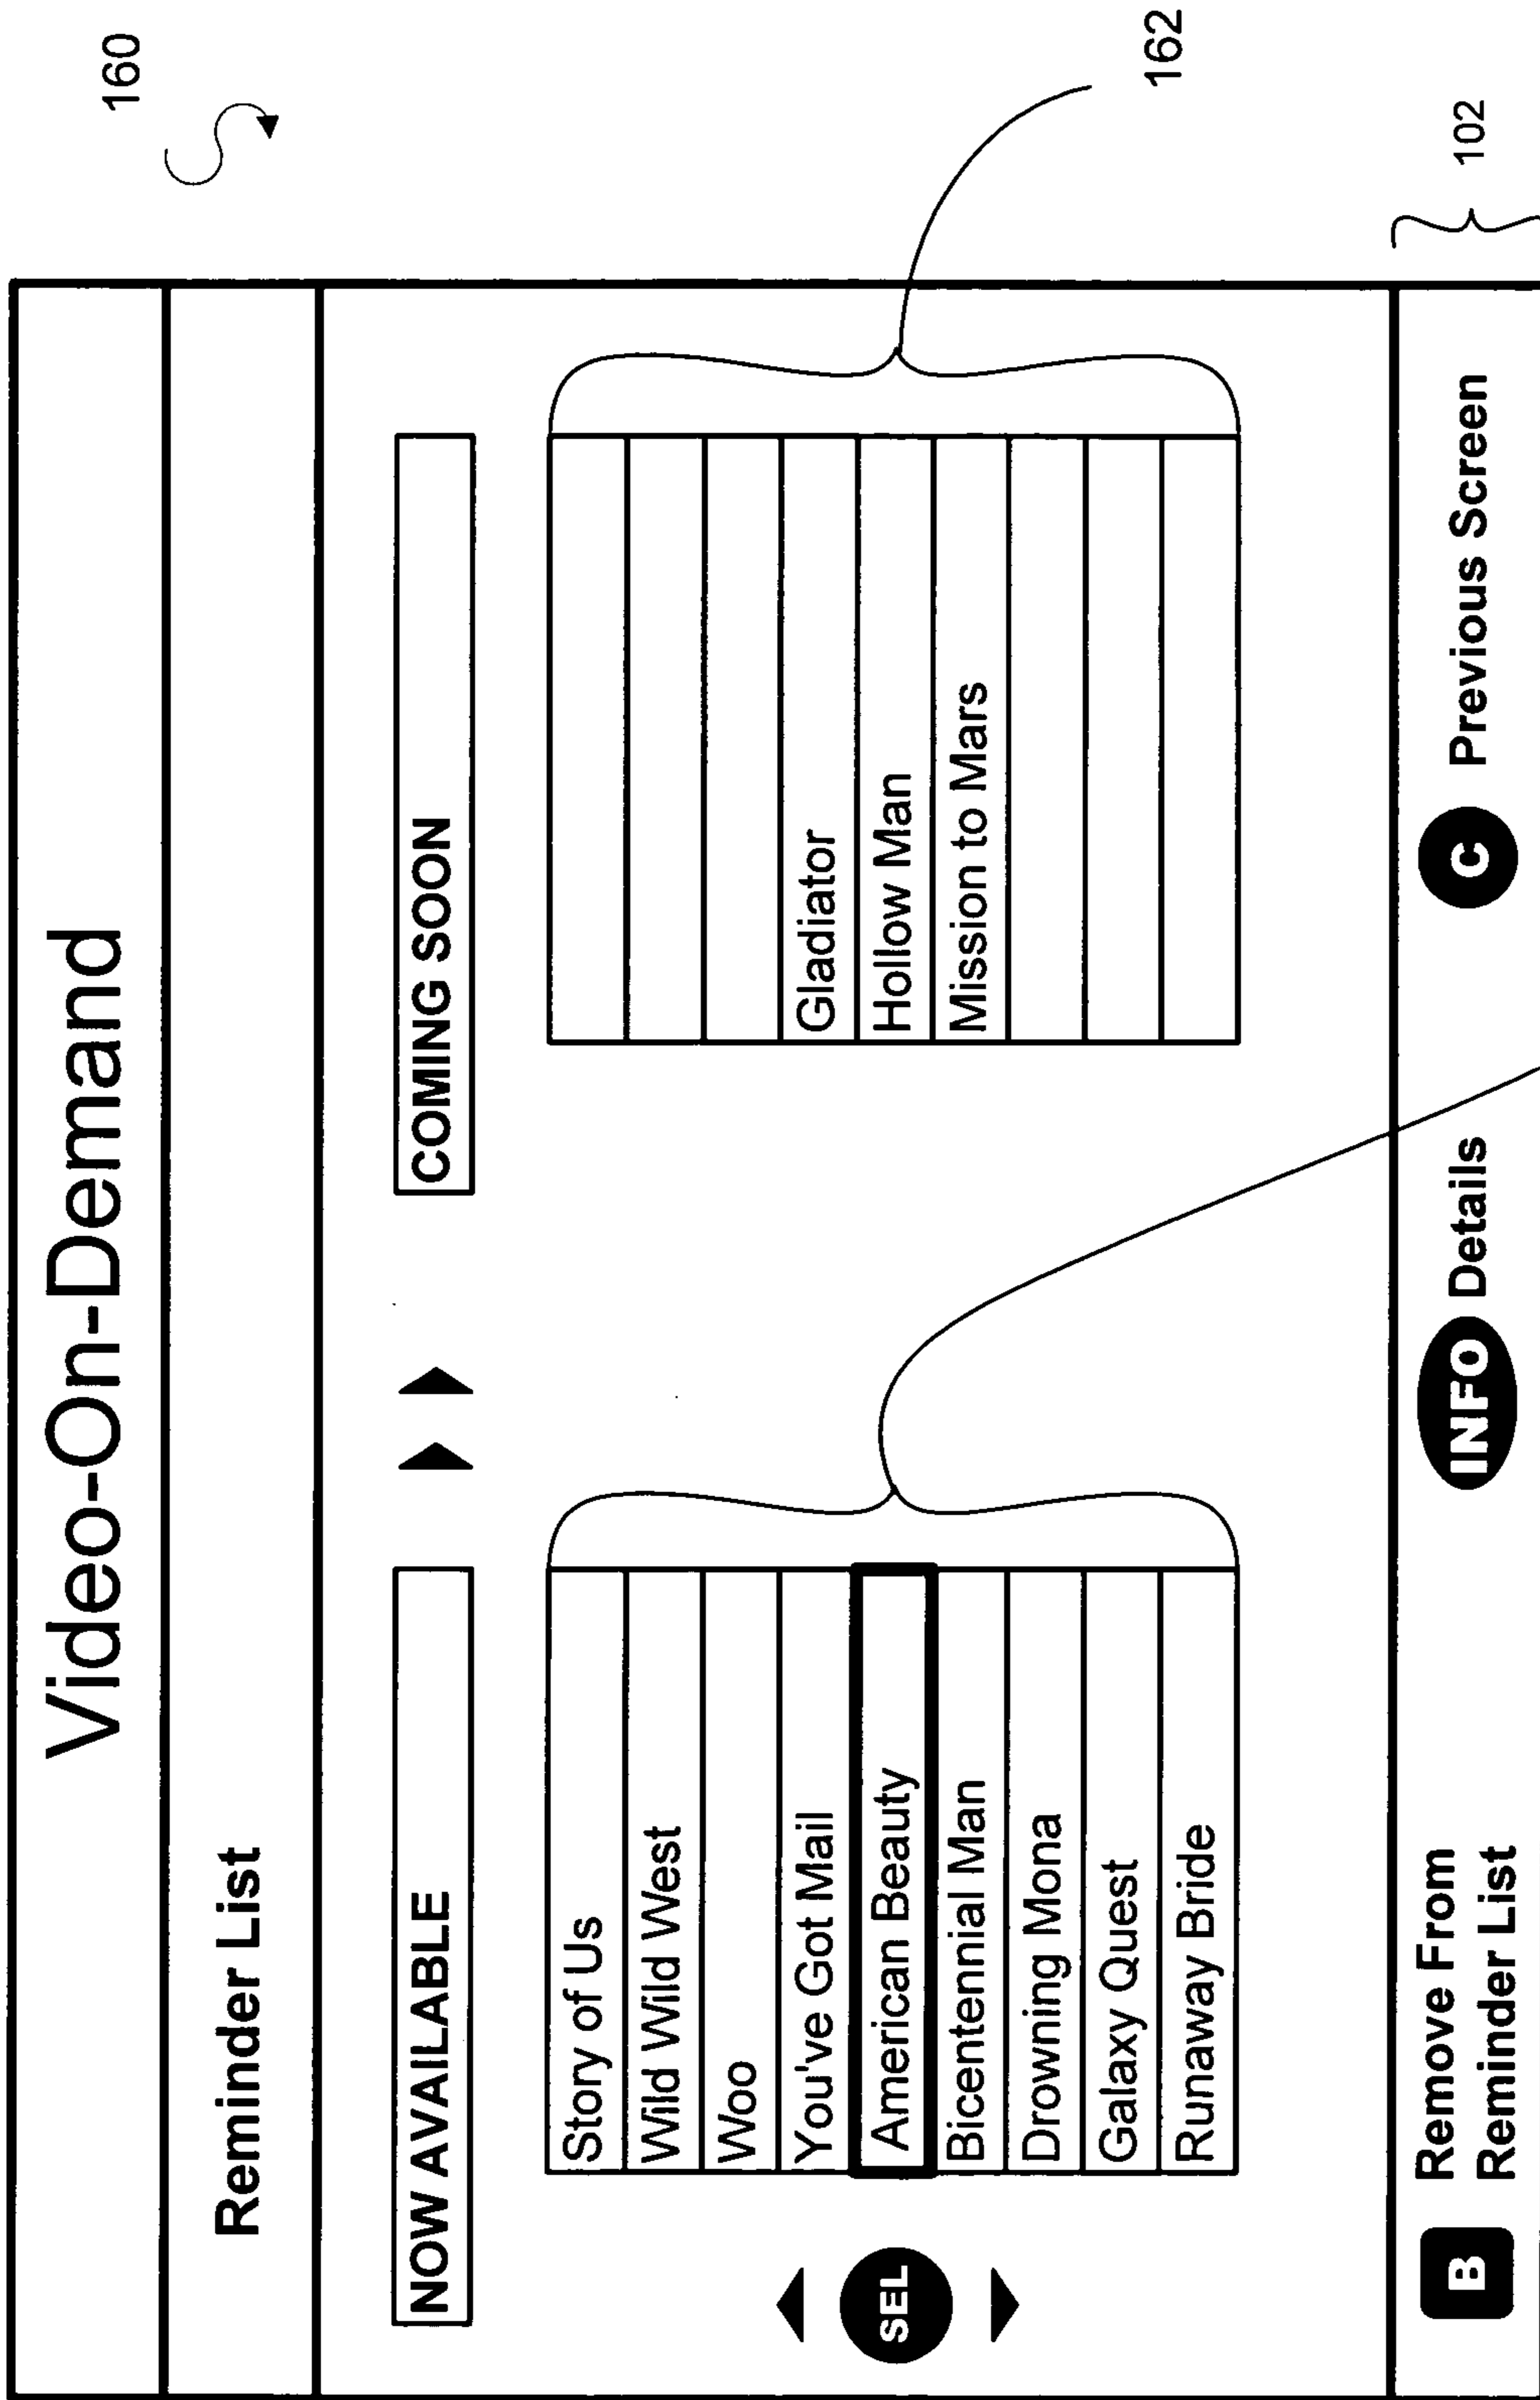 160
Video-On-Demand
Reminder List
NOW AVAILABLE
COMING SOON
Story of Us
Wild Wild West
Woo
You've Got Mail
American Beauty
Bicentennial Man
Drowning Mona
Galaxy Quest
Runaway Bride
SEL
Gladiator
Hollow Man
Mission to Mars
162
B Remove From
Reminder List
INFO Details
C Previous Screen
102